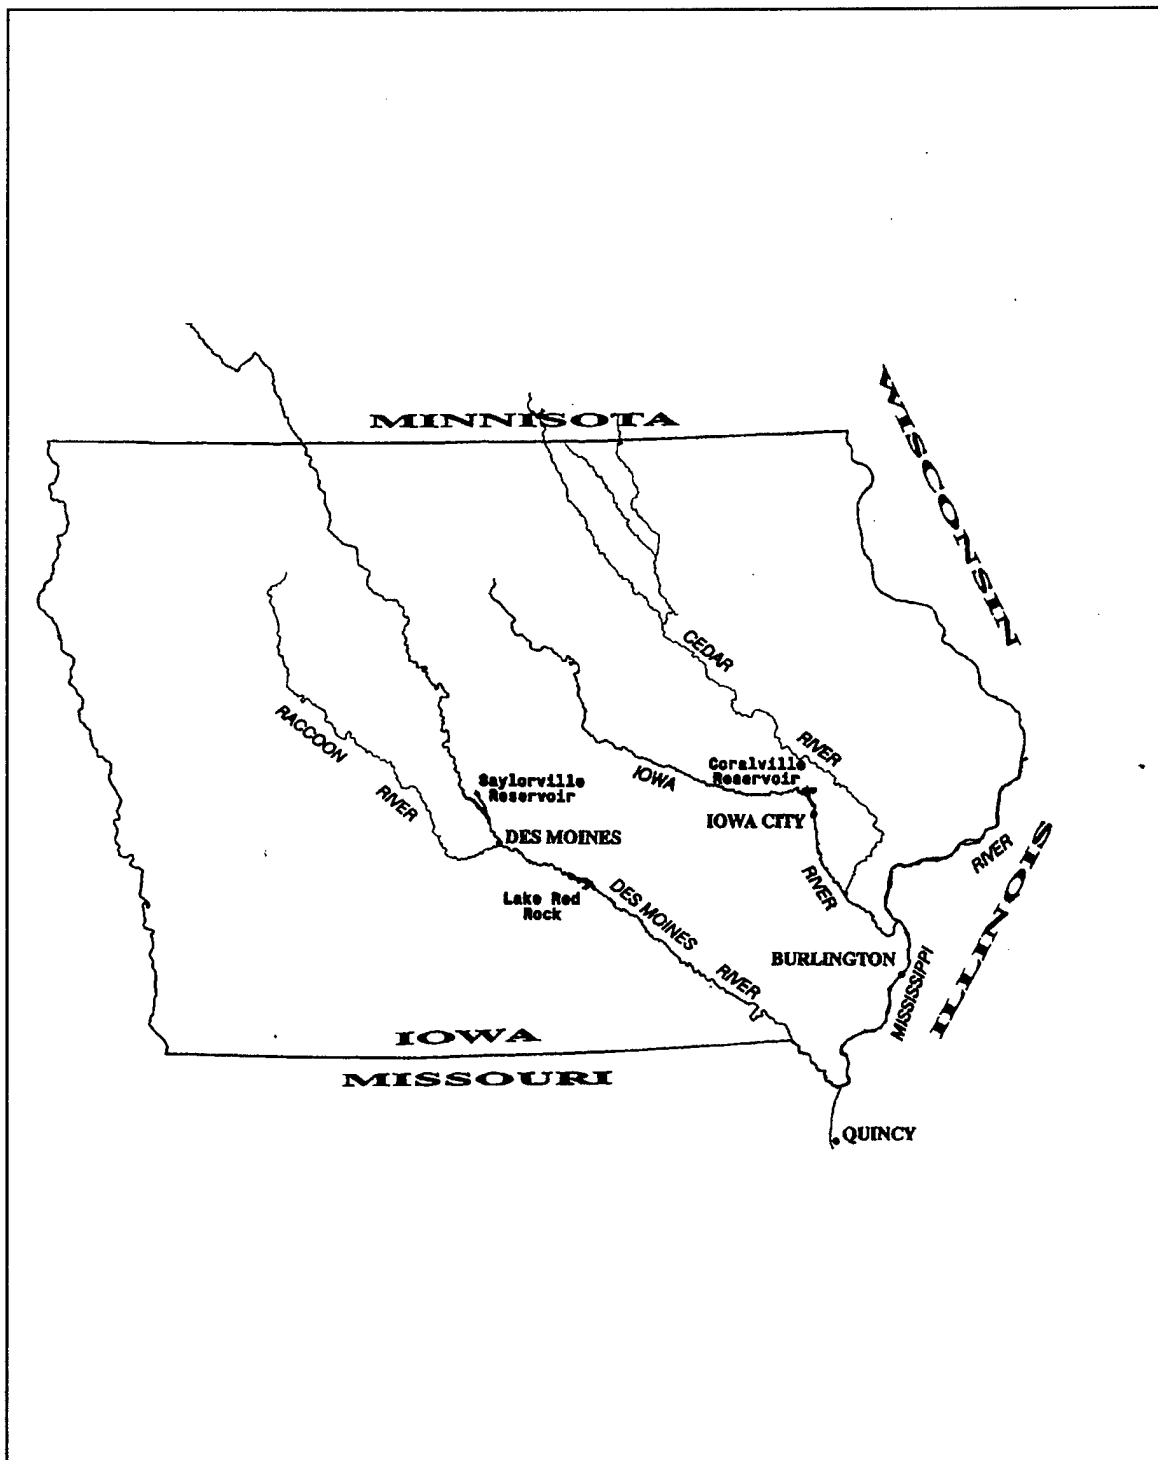 MINNISOTA
WISCONSIN
CEDAR
RIVER
RACCOON
RIVER
IOWA
Coralville
Reservoir
Saylorville
Reservoir
IOWA CITY
DES MOINES
RIVER
RIVER
ILLINOIS
Lake Red
Rock
DES MOINES
RIVER
BURLINGTON
MISSISSIPPI
IOWA
MISSOURI
QUINCY